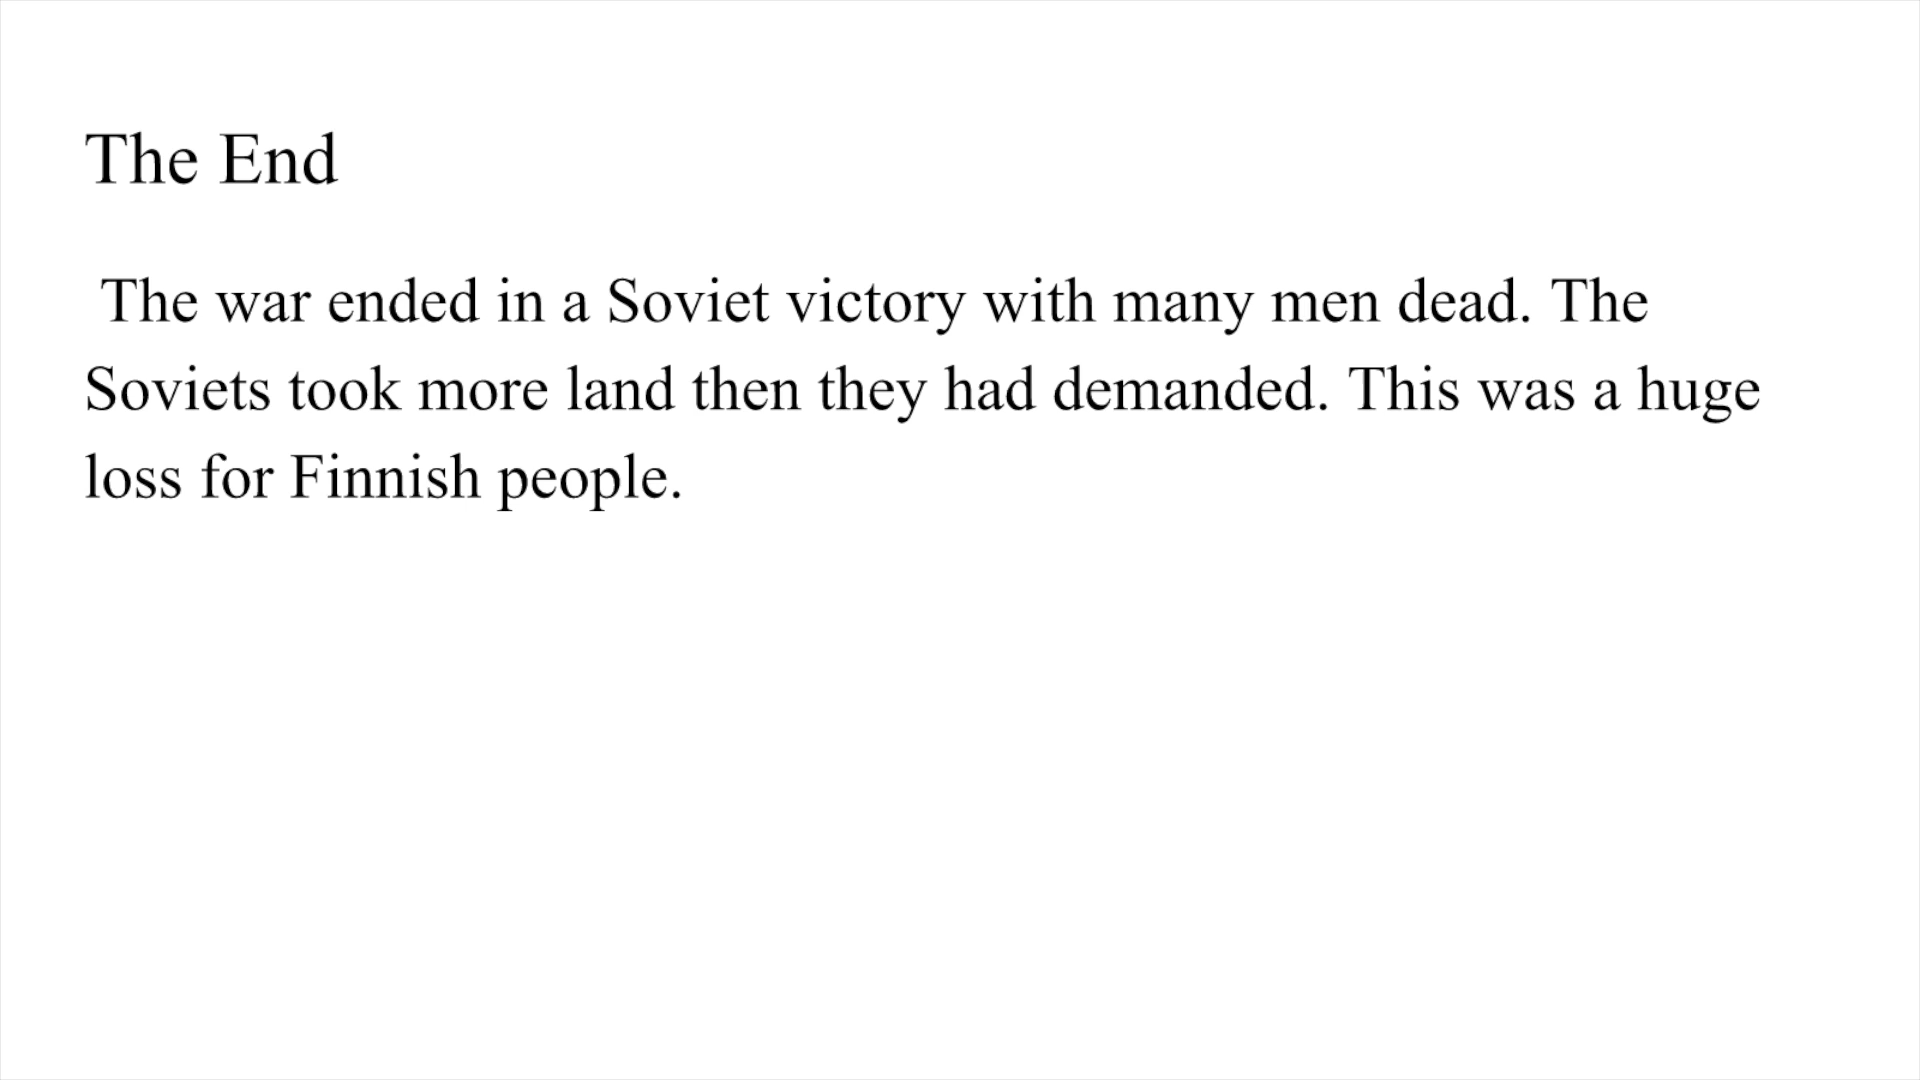 The End
The war ended in a Soviet victory with many men dead. The
Soviets took more land then they had demanded. This was a huge
loss for Finnish people.